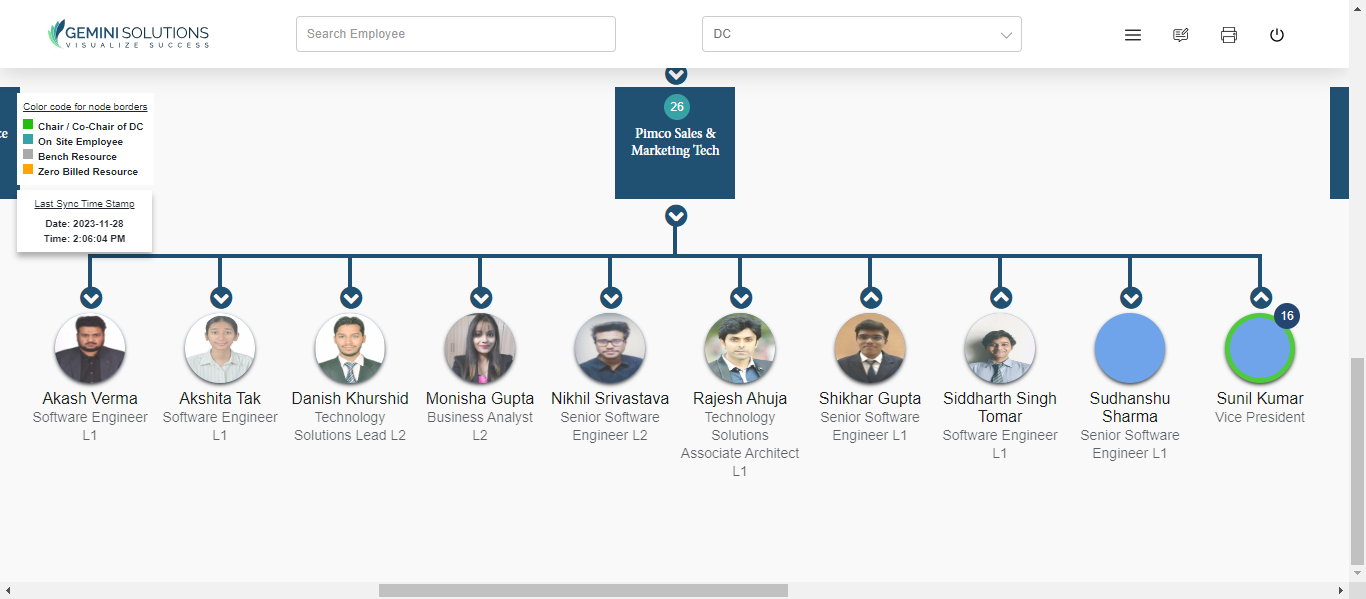 GEMINI SOLUTIONS
VISUALIZE SUCCESS
Search Employee
DC
Color code for node borders
Chair / Co-Chair of DC
On Site Employee
Bench Resource
Zero Billed Resource
Last Sync Time Stamp
Date: 2023-11-28
Time: 2:06:04 PM
26
Pimco Sales &
Marketing Tech
Akash Verma
Software Engineer
L1
Akshita Tak
Software Engineer
L1
Danish Khurshid
Technology
Solutions Lead L2
Monisha Gupta
Business Analyst
L2
Nikhil Srivastava
Senior Software
Engineer L2
Rajesh Ahuja
Technology
Solutions
Associate Architect
L1
Shikhar Gupta
Senior Software
Engineer L1
Siddharth Singh
Tomar
Software Engineer
L1
Sudhanshu
Sharma
Senior Software
Engineer L1
16
Sunil Kumar
Vice President